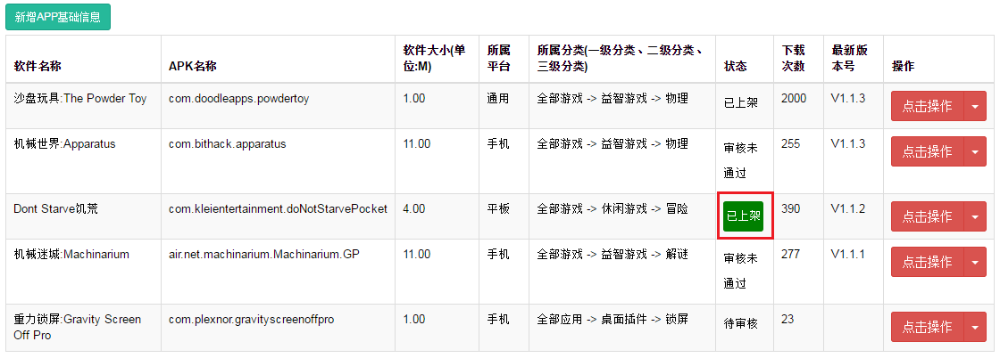 新增APP基础信息
软件名称 APK名称 软件大小(单位:M) 所属平台 所属分类(一级分类、二级分类、三级分类) 状态 下载次数 最新版本号 操作
沙盘玩具:The Powder Toy com.doodleapps.powdertoy 1.00 通用 全部游戏 -> 益智游戏 -> 物理 已上架 2000 V1.1.3 点击操作
机械世界:Apparatus com.bithack.apparatus 11.00 手机 全部游戏 -> 益智游戏 -> 物理 审核未通过 255 V1.1.3 点击操作
Dont Starve饥荒 com.kleientertainment.doNotStarvePocket 4.00 平板 全部游戏 -> 休闲游戏 -> 冒险 已上架 390 V1.1.2 点击操作
机械迷城:Machinarium air.net.machinarium.Machinarium.GP 11.00 手机 全部游戏 -> 益智游戏 -> 解谜 审核未通过 277 V1.1.1 点击操作
重力锁屏:Gravity Screen Off Pro com.plexnor.gravityscreenoffpro 1.00 手机 全部应用 -> 桌面插件 -> 锁屏 待审核 23 点击操作